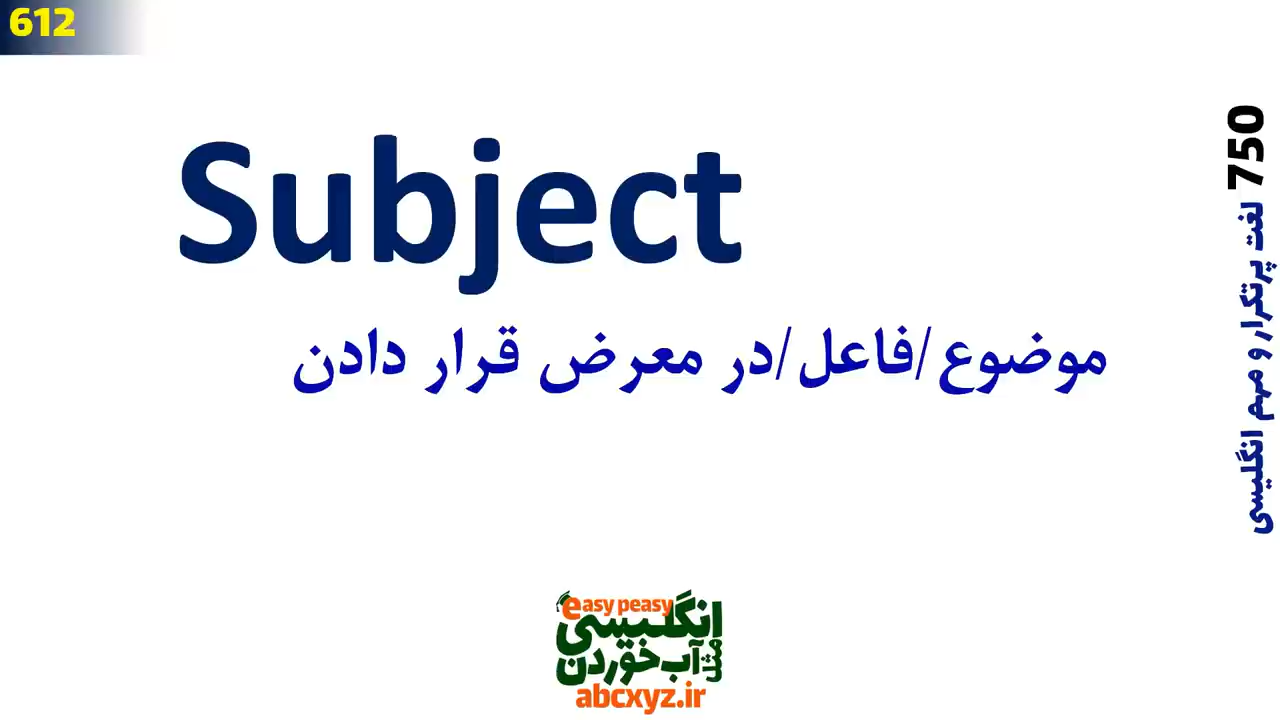 612
Subject
موضوع/فاعل/در معرض قرار دادن
750 لغت پرتکرار و مهم انگلیسی
easy peasy
انگلیسی
مثل آب خوردن
abcxyz.ir